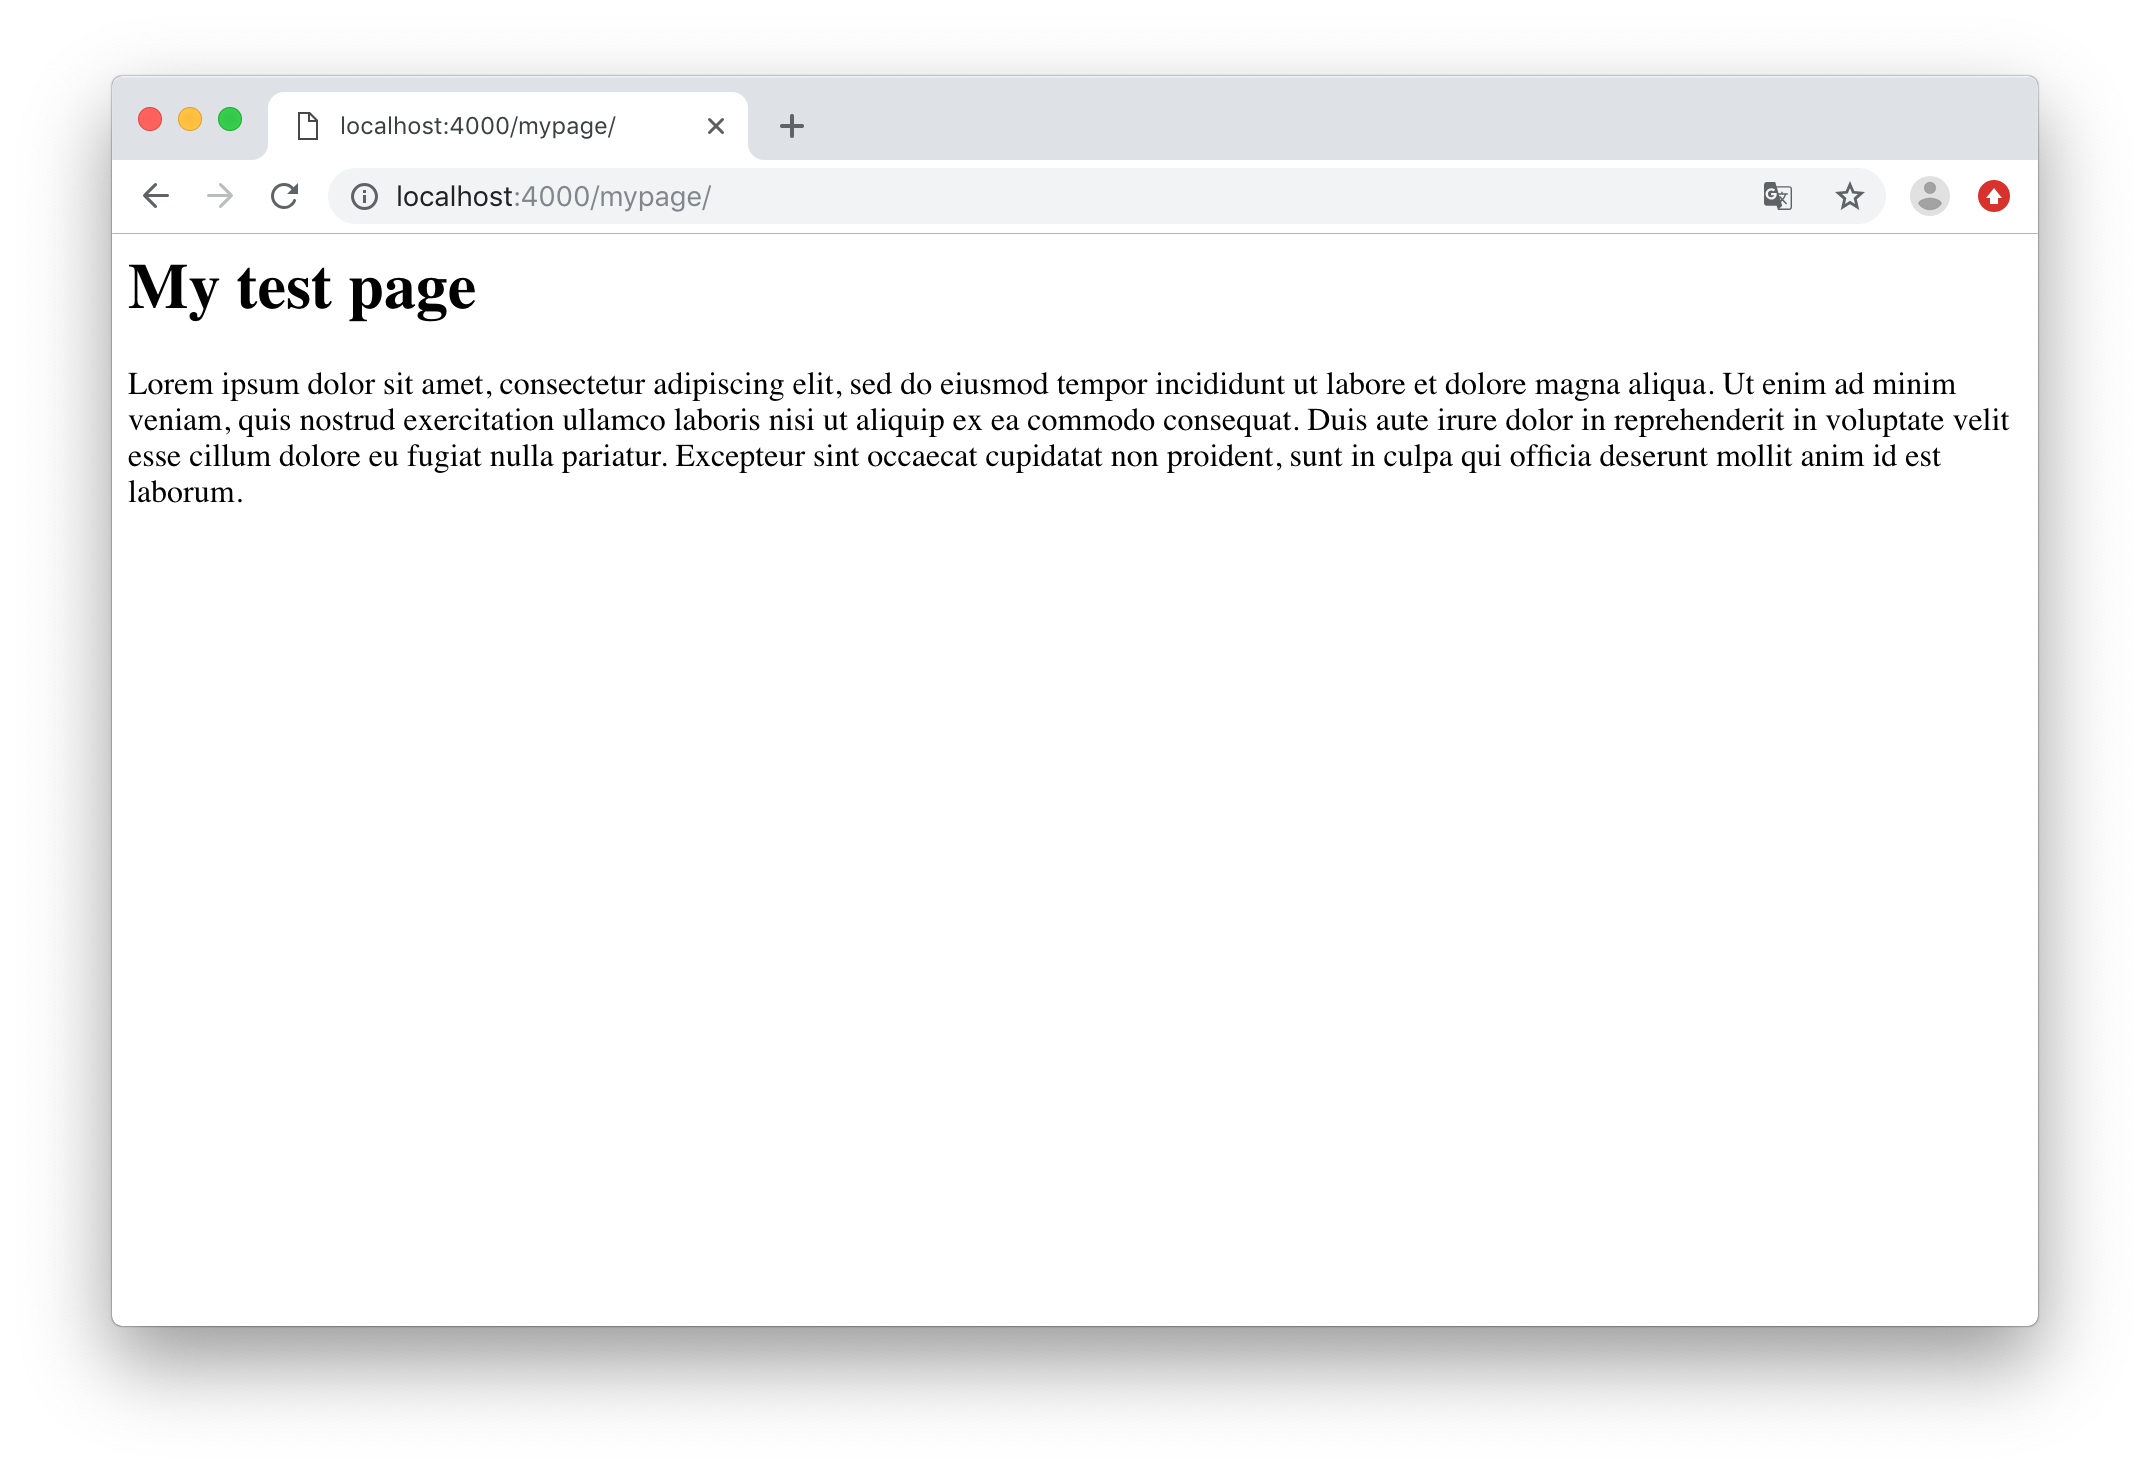 localhost:4000/mypage/
localhost:4000/mypage/
My test page
Lorem ipsum dolor sit amet, consectetur adipiscing elit, sed do eiusmod tempor incididunt ut labore et dolore magna aliqua. Ut enim ad minim
veniam, quis nostrud exercitation ullamco laboris nisi ut aliquip ex ea commodo consequat. Duis aute irure dolor in reprehenderit in voluptate velit
esse cillum dolore eu fugiat nulla pariatur. Excepteur sint occaecat cupidatat non proident, sunt in culpa qui officia deserunt mollit anim id est
laborum.